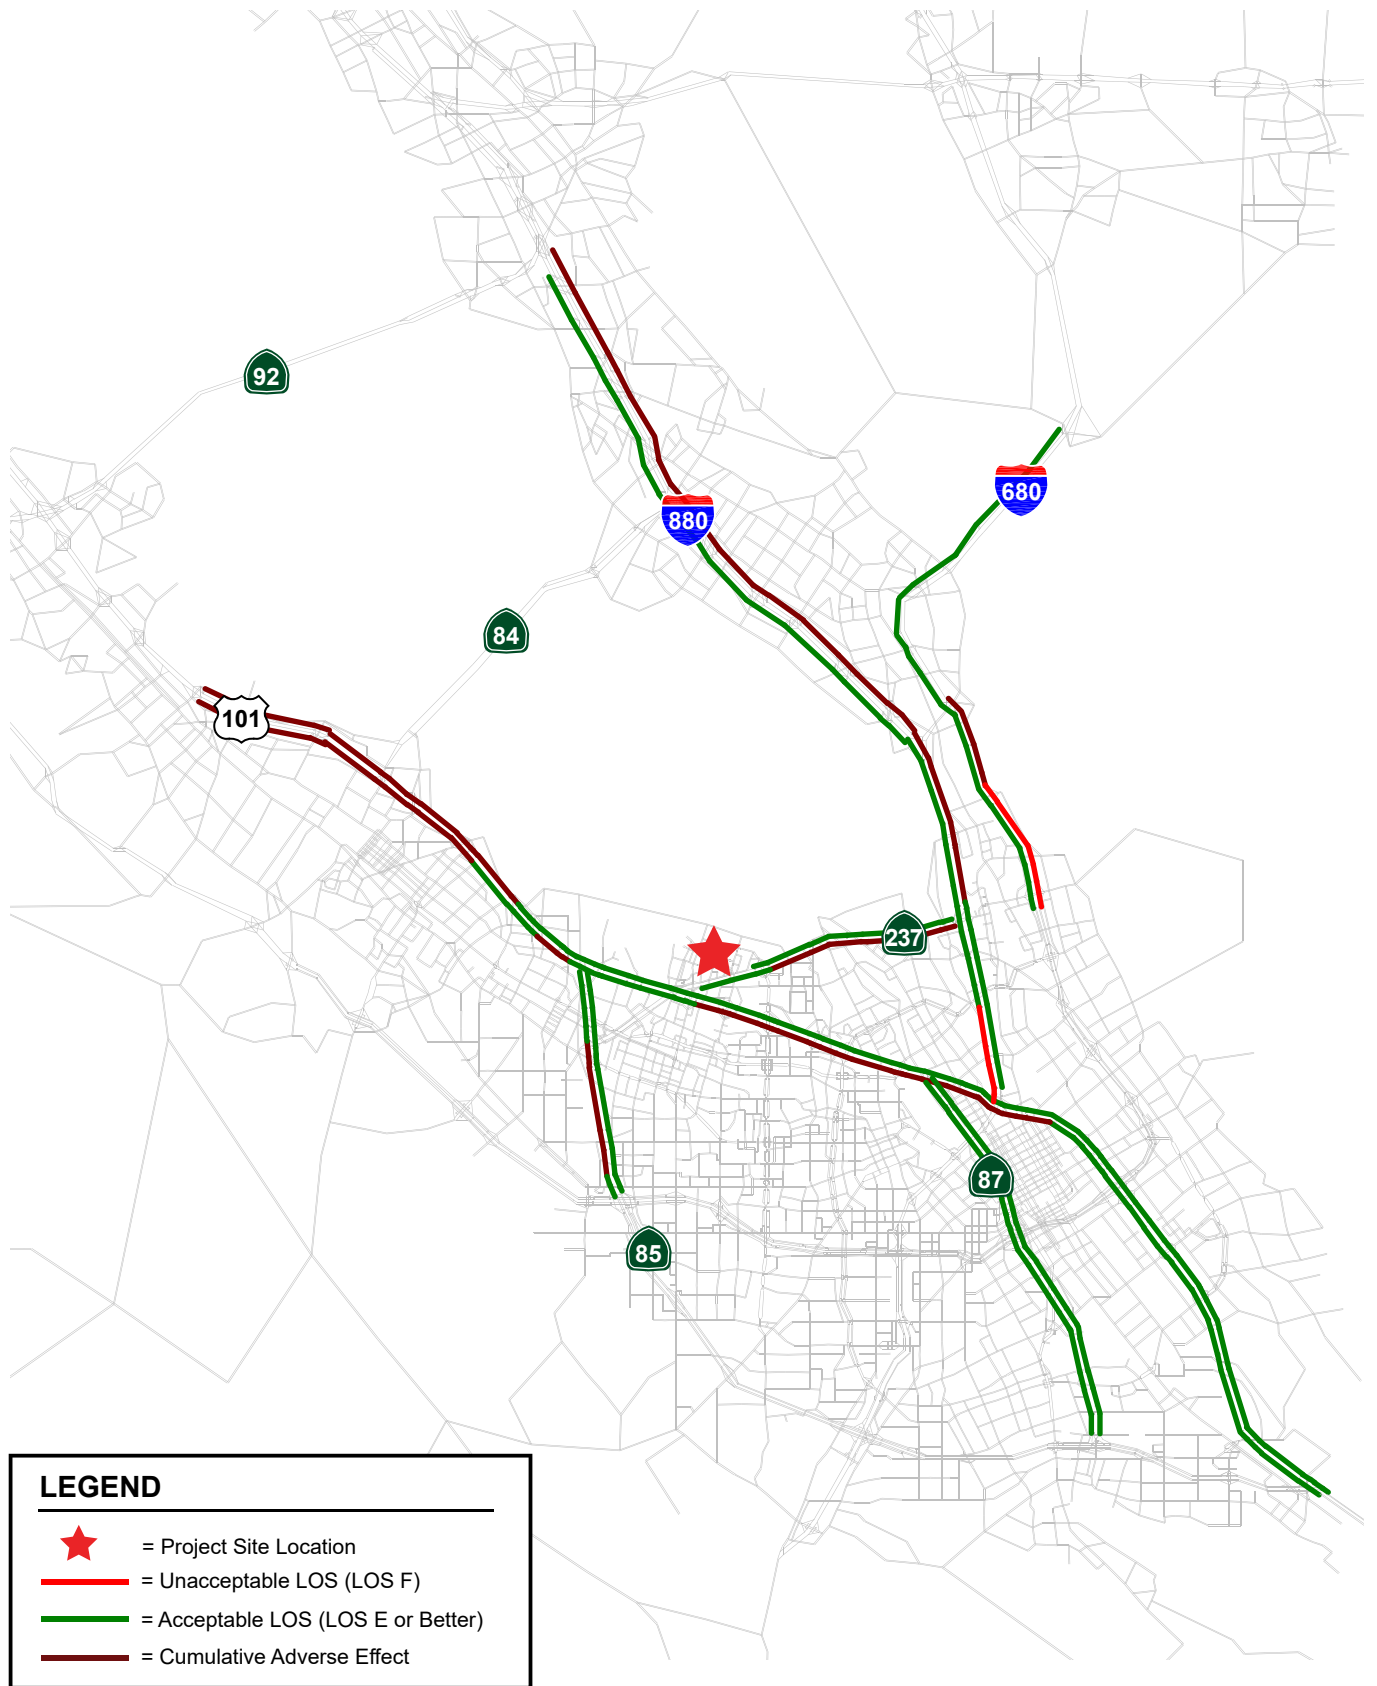 92
680
880
84
101
237
87
85
LEGEND
= Project Site Location
= Unacceptable LOS (LOS F)
= Acceptable LOS (LOS E or Better)
= Cumulative Adverse Effect